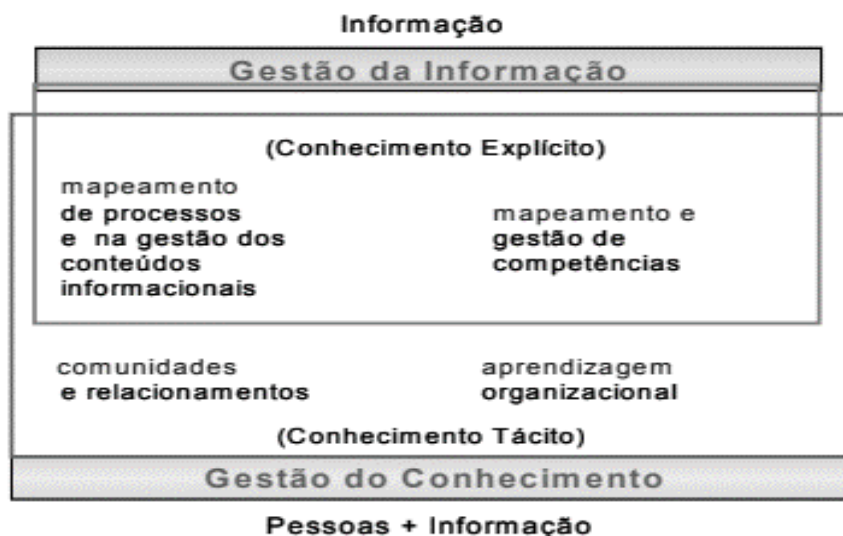 Informação
Gestão da Informação
(Conhecimento Explícito)
mapeamento
de processos
e na gestão dos
conteúdos
informacionais
mapeamento e
gestão de
competências
comunidades
e relacionamentos
aprendizagem
organizacional
(Conhecimento Tácito)
Gestão do Conhecimento
Pessoas + Informação